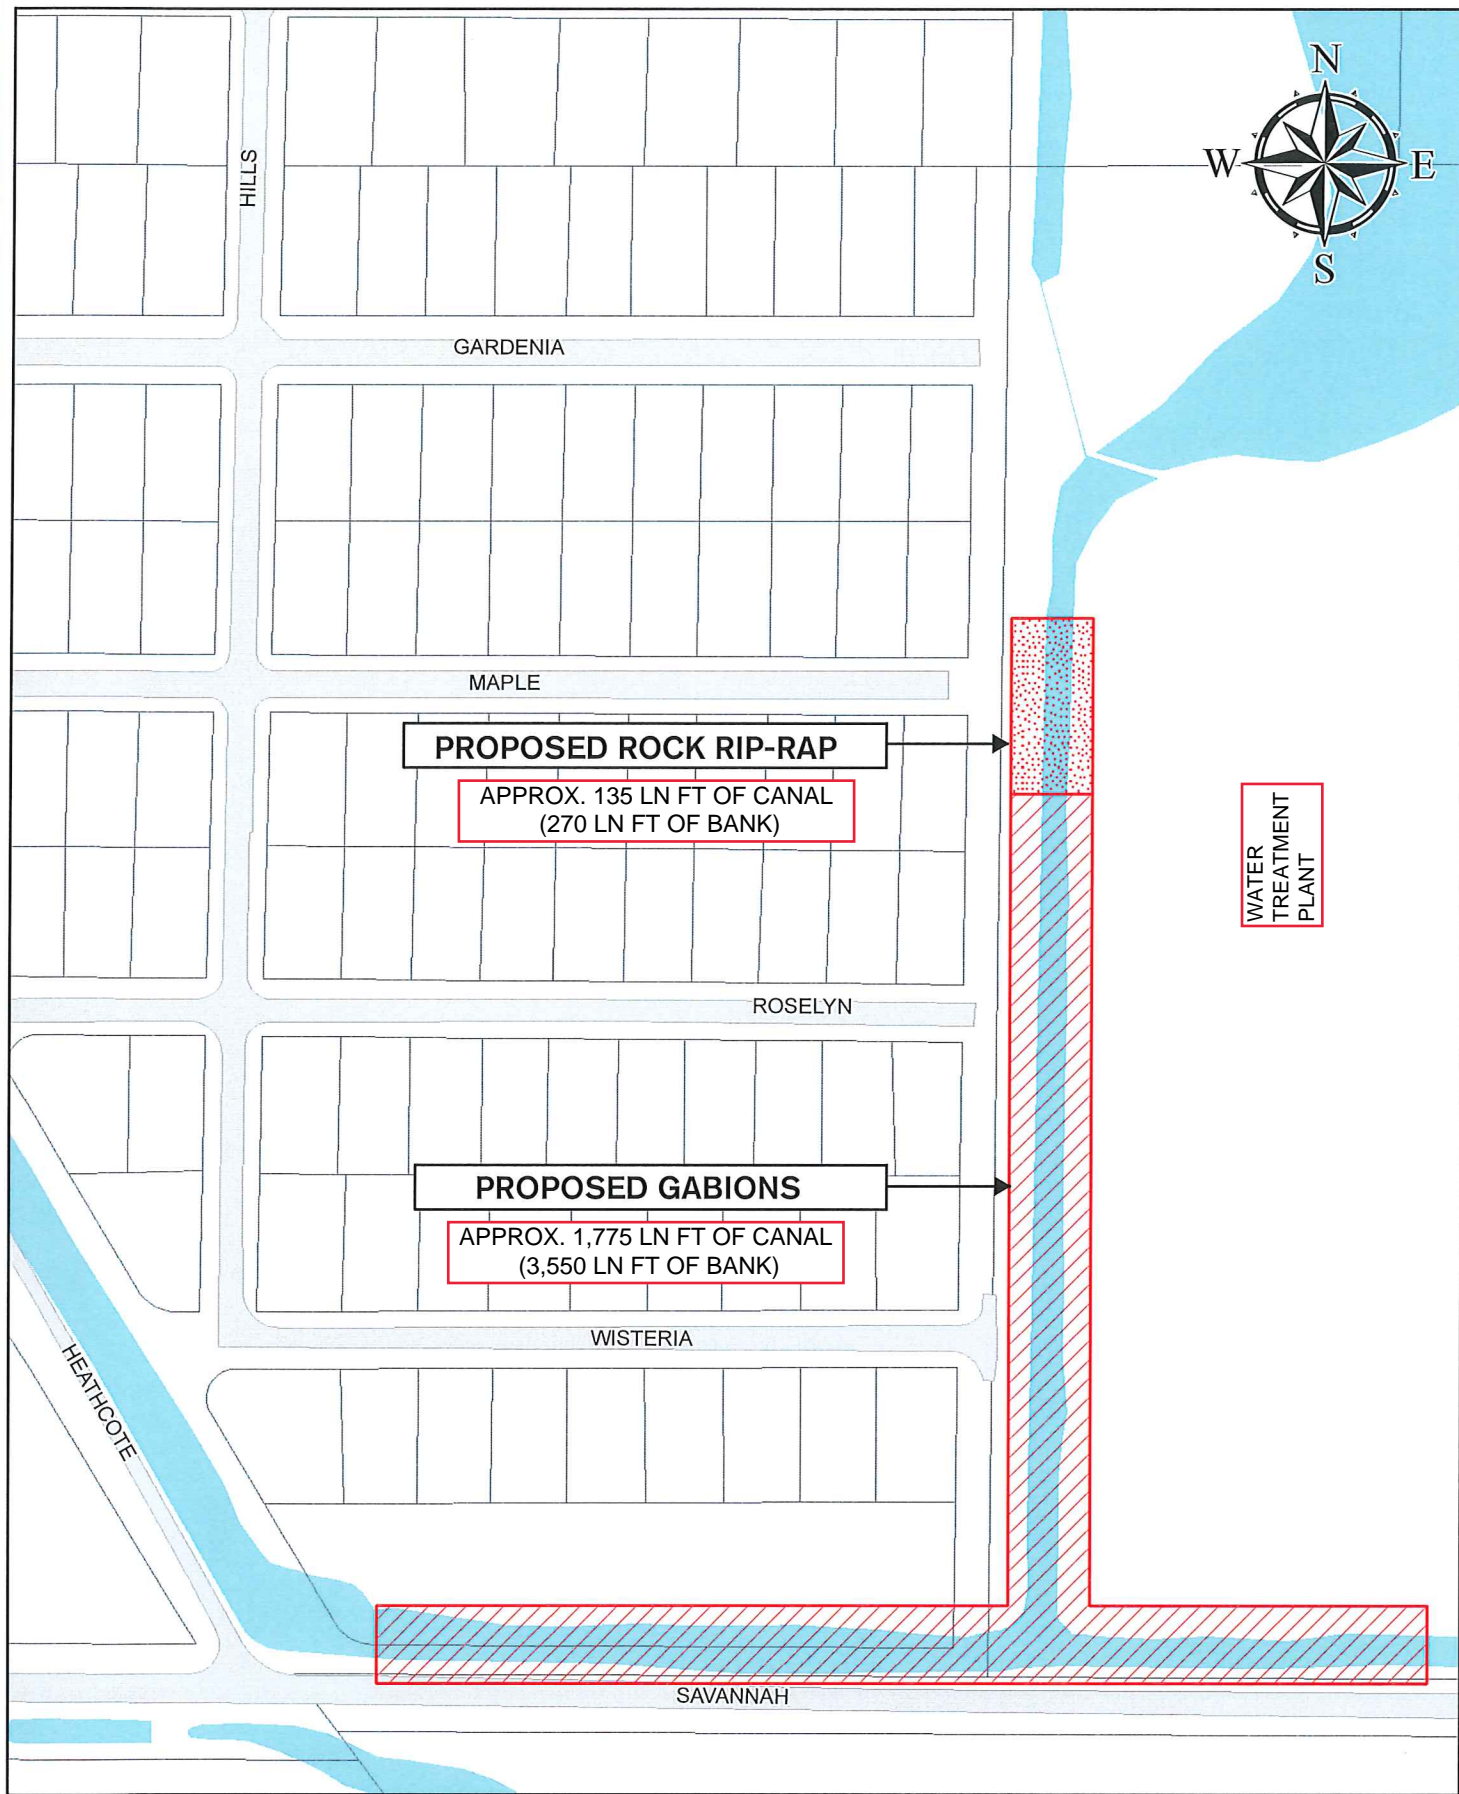 N
W
E
S
HILLS
GARDENIA
MAPLE
PROPOSED ROCK RIP-RAP
APPROX. 135 LN FT OF CANAL
(270 LN FT OF BANK)
WATER
TREATMENT
PLANT
ROSELYN
PROPOSED GABIONS
APPROX. 1,775 LN FT OF CANAL
(3,550 LN FT OF BANK)
WISTERIA
HEATHCOTE
SAVANNAH